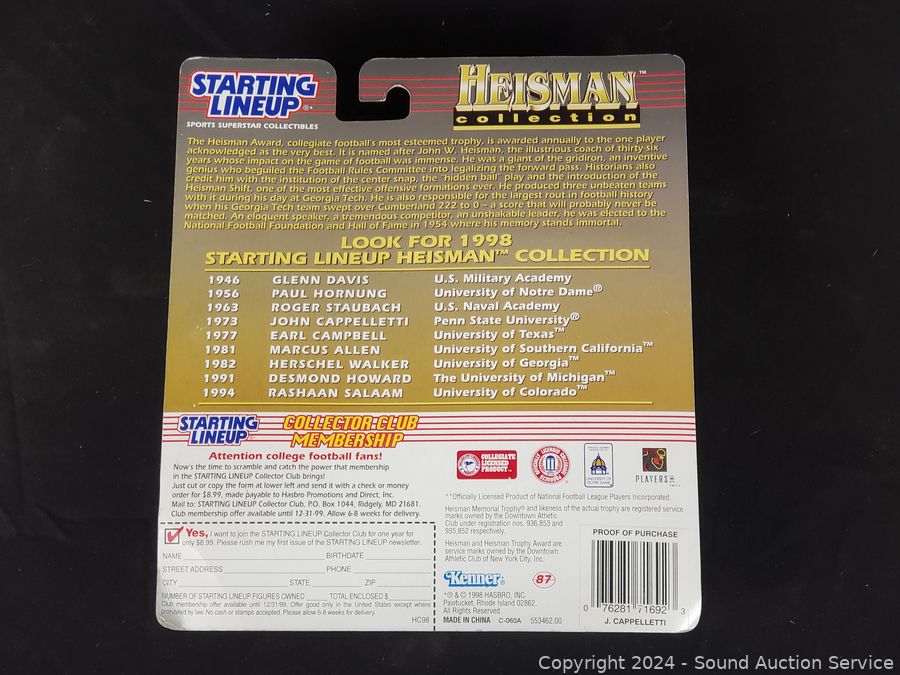 STARTING
LINEUP®*
SPORTS SUPERSTAR COLLECTIBLES
HEISMAN™
collection
The Heisman Award, collegiate football's most esteemed trophy, is awarded annually to the one player
acknowledged as the very best. It is named after John W. Heisman, the illustrious coach of thirty-six
years whose impact on the game of football was immense. He was a giant of the gridiron, an inventive
genius who beguiled the Football Rules Committee into legalizing the forward pass. Historians also
credit him with the institution of the center snap, the "hidden ball" play and the introduction of the
Heisman Shift, one of the most effective offensive formations ever. He produced three unbeaten teams
with it during his day at Georgia Tech. He is also responsible for the largest rout in football history
when his Georgia Tech team swept over Cumberland 222 to 0–a score that will probably never be
matched. An eloquent speaker, a tremendous competitor, an unshakable leader, he was elected to the
National Football Foundation and Hall of Fame in 1954 where his memory stands immortal.
LOOK FOR 1998
STARTING LINEUP HEISMAN™ COLLECTION
1946 GLENN DAVIS U.S. Military Academy
1956 PAUL HORNUNG University of Notre Dame®
1963 ROGER STAUBACH U.S. Naval Academy
1973 JOHN CAPPELLETTI Penn State University®
1977 EARL CAMPBELL University of Texas™
1981 MARCUS ALLEN University of Southern California™
1982 HERSCHEL WALKER University of Georgia™
1991 DESMOND HOWARD The University of Michigan™
1994 RASHAAN SALAAM University of Colorado™
STARTING
LINEUP®
COLLECTOR CLUB
MEMBERSHIP
Attention college football fans!
Now's the time to scramble and catch the power that membership
in the STARTING LINEUP Collector Club brings!
Just cut or copy the form at lower left and send it with a check or money
order for $8.99, made payable to Hasbro Promotions and Direct, Inc.
Mail to: STARTING LINEUP Collector Club, P.O. Box 1044, Ridgely, MD 21681.
Club membership offer available until 12-31-99. Allow 6-8 weeks for delivery.
Yes, I want to join the STARTING LINEUP Collector Club for one year for
only $8.99. Please rush me my first issue of the STARTING LINEUP newsletter.
NAME BIRTHDATE
STREET ADDRESS PHONE
CITY STATE ZIP
NUMBER OF STARTING LINEUP FIGURES OWNED TOTAL ENCLOSED $
Club membership offer available until 12/31/99. Offer good only in the United States except where
prohibited by law. No cash or stamps accepted. Please allow 6-8 weeks for delivery.
HC98
COLLEGIATE
LICENSED
PRODUCT
UNIVERSITY OF
NOTRE DAME
PLAYERS
**Officially Licensed Product of National Football League Players Incorporated.
Heisman Memorial Trophy® and likeness of the actual trophy are registered service
marks owned by the Downtown Athletic
Club under registration nos. 936,853 and
935,852 respectively.
Heisman and Heisman Trophy Award are
service marks owned by the Downtown
Athletic Club of New York City, Inc.
Kenner®
87
*® & © 1998 HASBRO, INC.
Pawtucket, Rhode Island 02862.
All Rights Reserved.
MADE IN CHINA C-060A 553462.00
PROOF OF PURCHASE
0 76281 71692 3
J. CAPPELLETTI
Copyright 2024 - Sound Auction Service